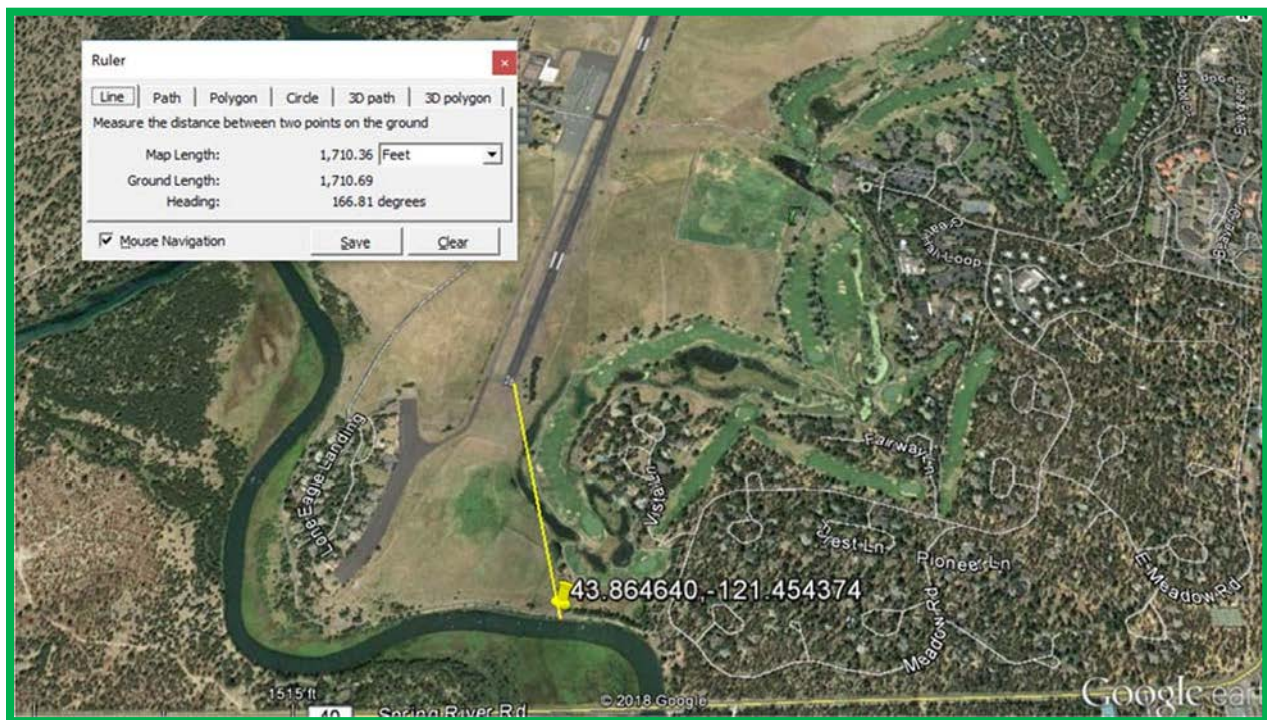 Ruler
Line Path Polygon Circle 3D path 3D polygon
Measure the distance between two points on the ground
Map Length: 1,710.36 Feet
Ground Length: 1,710.69
Heading: 166.81 degrees
Mouse Navigation Save Clear
Loop
Lone Eagle Landing
Vista Ln
Fairway Ln
Pioneer Ln
E Meadow Rd
Meadow Rd
43.864640,-121.454374
1515 ft
© 2018 Google
Google ear
40 Spring River Rd